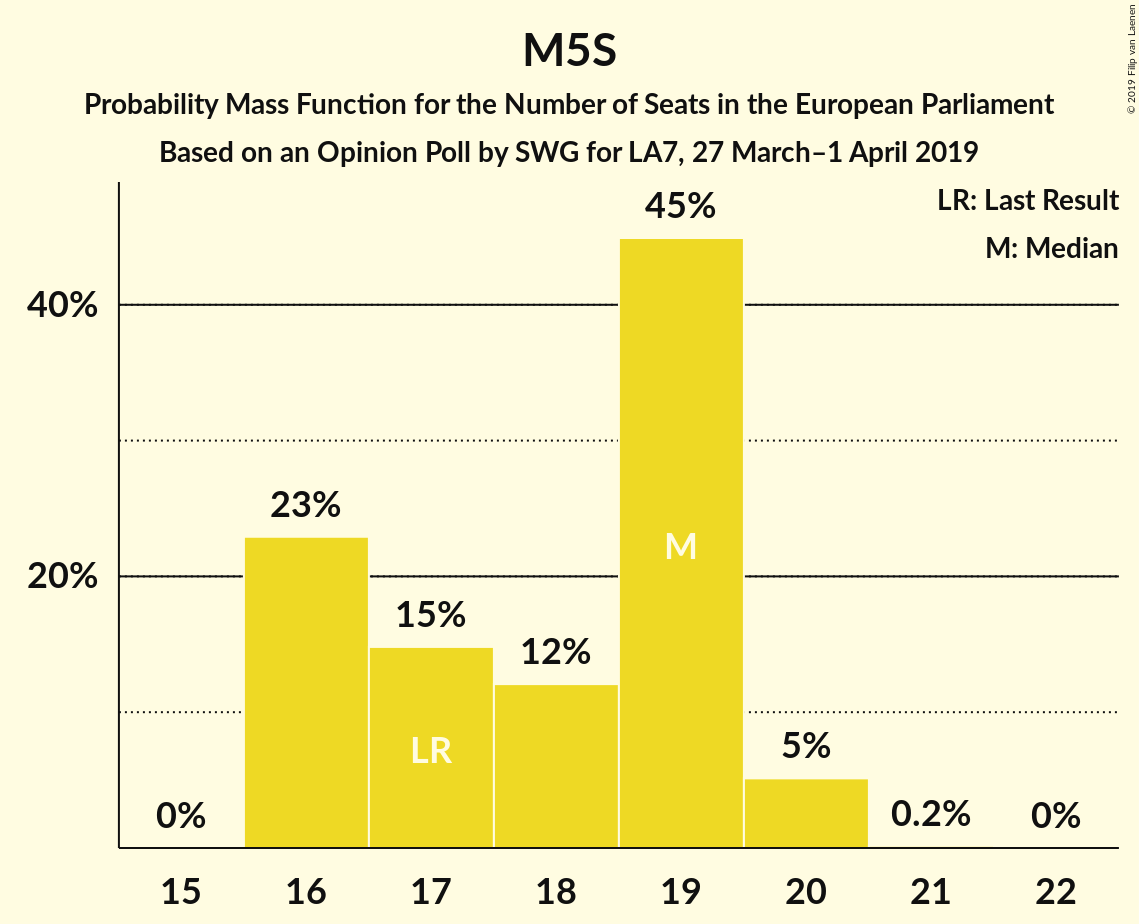 M5S
Probability Mass Function for the Number of Seats in the European Parliament
Based on an Opinion Poll by SWG for LA7, 27 March–1 April 2019
© 2019 Filip van Laenen
LR: Last Result
M: Median
45%
40%
23%
M
20%
15%
12%
LR
5%
0%
0.2%
0%
15 16 17 18 19 20 21 22